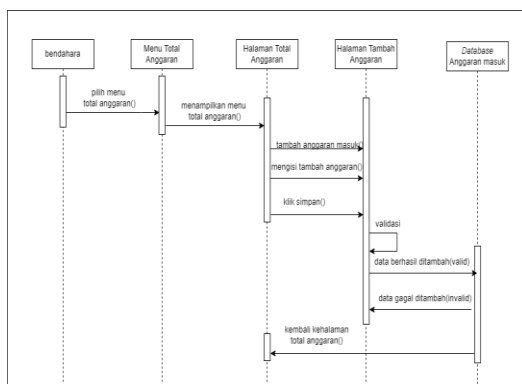 bendahara
Menu Total
Anggaran
Halaman Total
Anggaran
Halaman Tambah
Anggaran
Database
Anggaran masuk
pilih menu
total anggaran()
menampilkan menu
total anggaran()
tambah anggaran masuk()
mengisi tambah anggaran()
klik simpan()
validasi
data berhasil ditambah(valid)
data gagal ditambah(invalid)
kembali kehalaman
total anggaran()